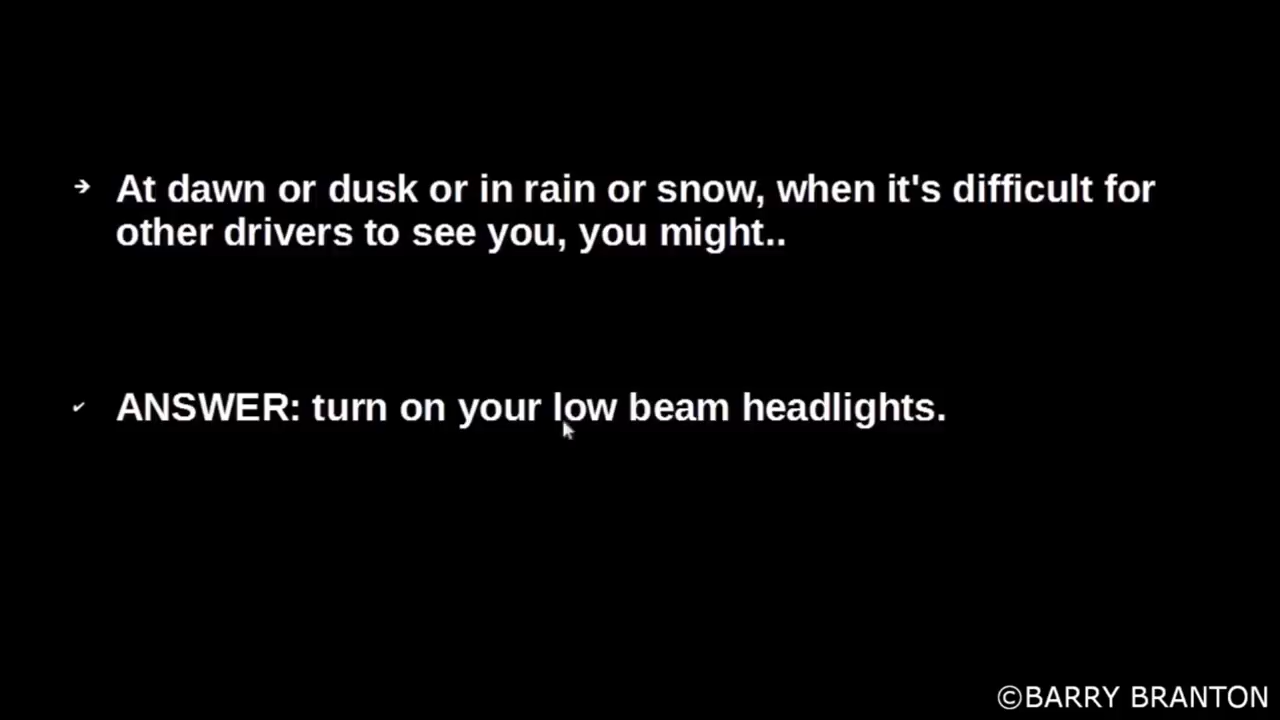 At dawn or dusk or in rain or snow, when it's difficult for
other drivers to see you, you might..
ANSWER: turn on your low beam headlights.
©BARRY BRANTON